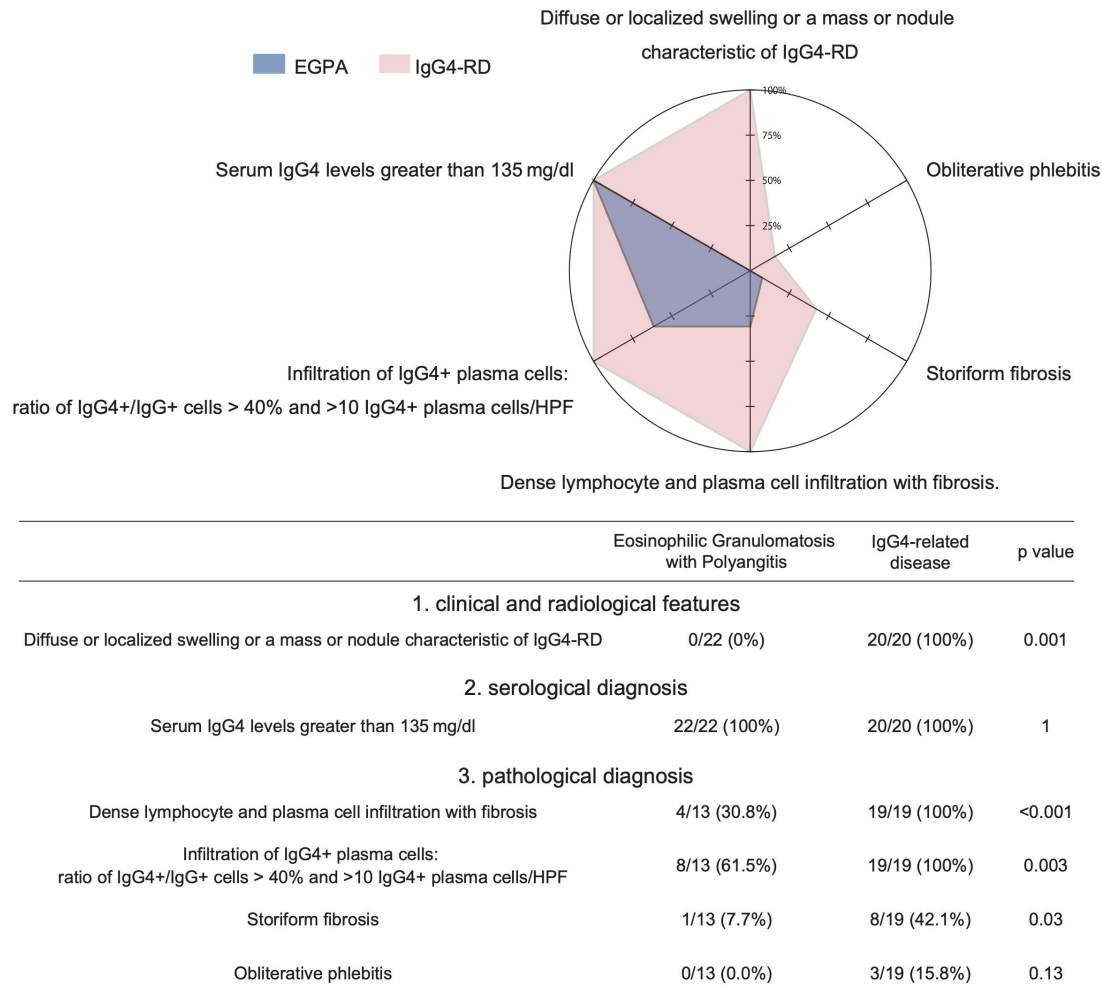 Diffuse or localized swelling or a mass or nodule
characteristic of IgG4-RD
EGPA
IgG4-RD
100%
75%
50%
25%
Serum IgG4 levels greater than 135 mg/dl
Obliterative phlebitis
Infiltration of IgG4+ plasma cells:
ratio of IgG4+/IgG+ cells > 40% and >10 IgG4+ plasma cells/HPF
Storiform fibrosis
Dense lymphocyte and plasma cell infiltration with fibrosis.
Eosinophilic Granulomatosis
with Polyangitis
IgG4-related
disease
p value
1. clinical and radiological features
Diffuse or localized swelling or a mass or nodule characteristic of IgG4-RD 0/22 (0%) 20/20 (100%) 0.001
2. serological diagnosis
Serum IgG4 levels greater than 135 mg/dl 22/22 (100%) 20/20 (100%) 1
3. pathological diagnosis
Dense lymphocyte and plasma cell infiltration with fibrosis 4/13 (30.8%) 19/19 (100%) <0.001
Infiltration of IgG4+ plasma cells:
ratio of IgG4+/IgG+ cells > 40% and >10 IgG4+ plasma cells/HPF 8/13 (61.5%) 19/19 (100%) 0.003
Storiform fibrosis 1/13 (7.7%) 8/19 (42.1%) 0.03
Obliterative phlebitis 0/13 (0.0%) 3/19 (15.8%) 0.13